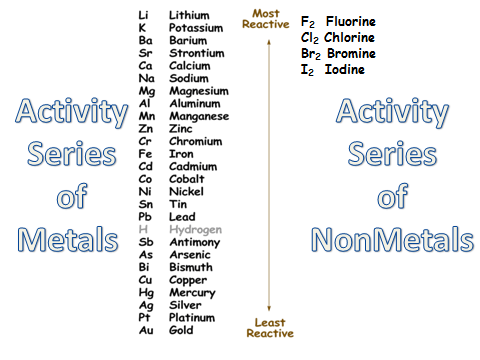 Activity
Series
of
Metals
Li Lithium
K Potassium
Ba Barium
Sr Strontium
Ca Calcium
Na Sodium
Mg Magnesium
Al Aluminum
Mn Manganese
Zn Zinc
Cr Chromium
Fe Iron
Cd Cadmium
Co Cobalt
Ni Nickel
Sn Tin
Pb Lead
H Hydrogen
Sb Antimony
As Arsenic
Bi Bismuth
Cu Copper
Hg Mercury
Ag Silver
Pt Platinum
Au Gold
Most
Reactive
Least
Reactive
F₂ Fluorine
Cl₂ Chlorine
Br₂ Bromine
I₂ Iodine
Activity
Series
of
NonMetals